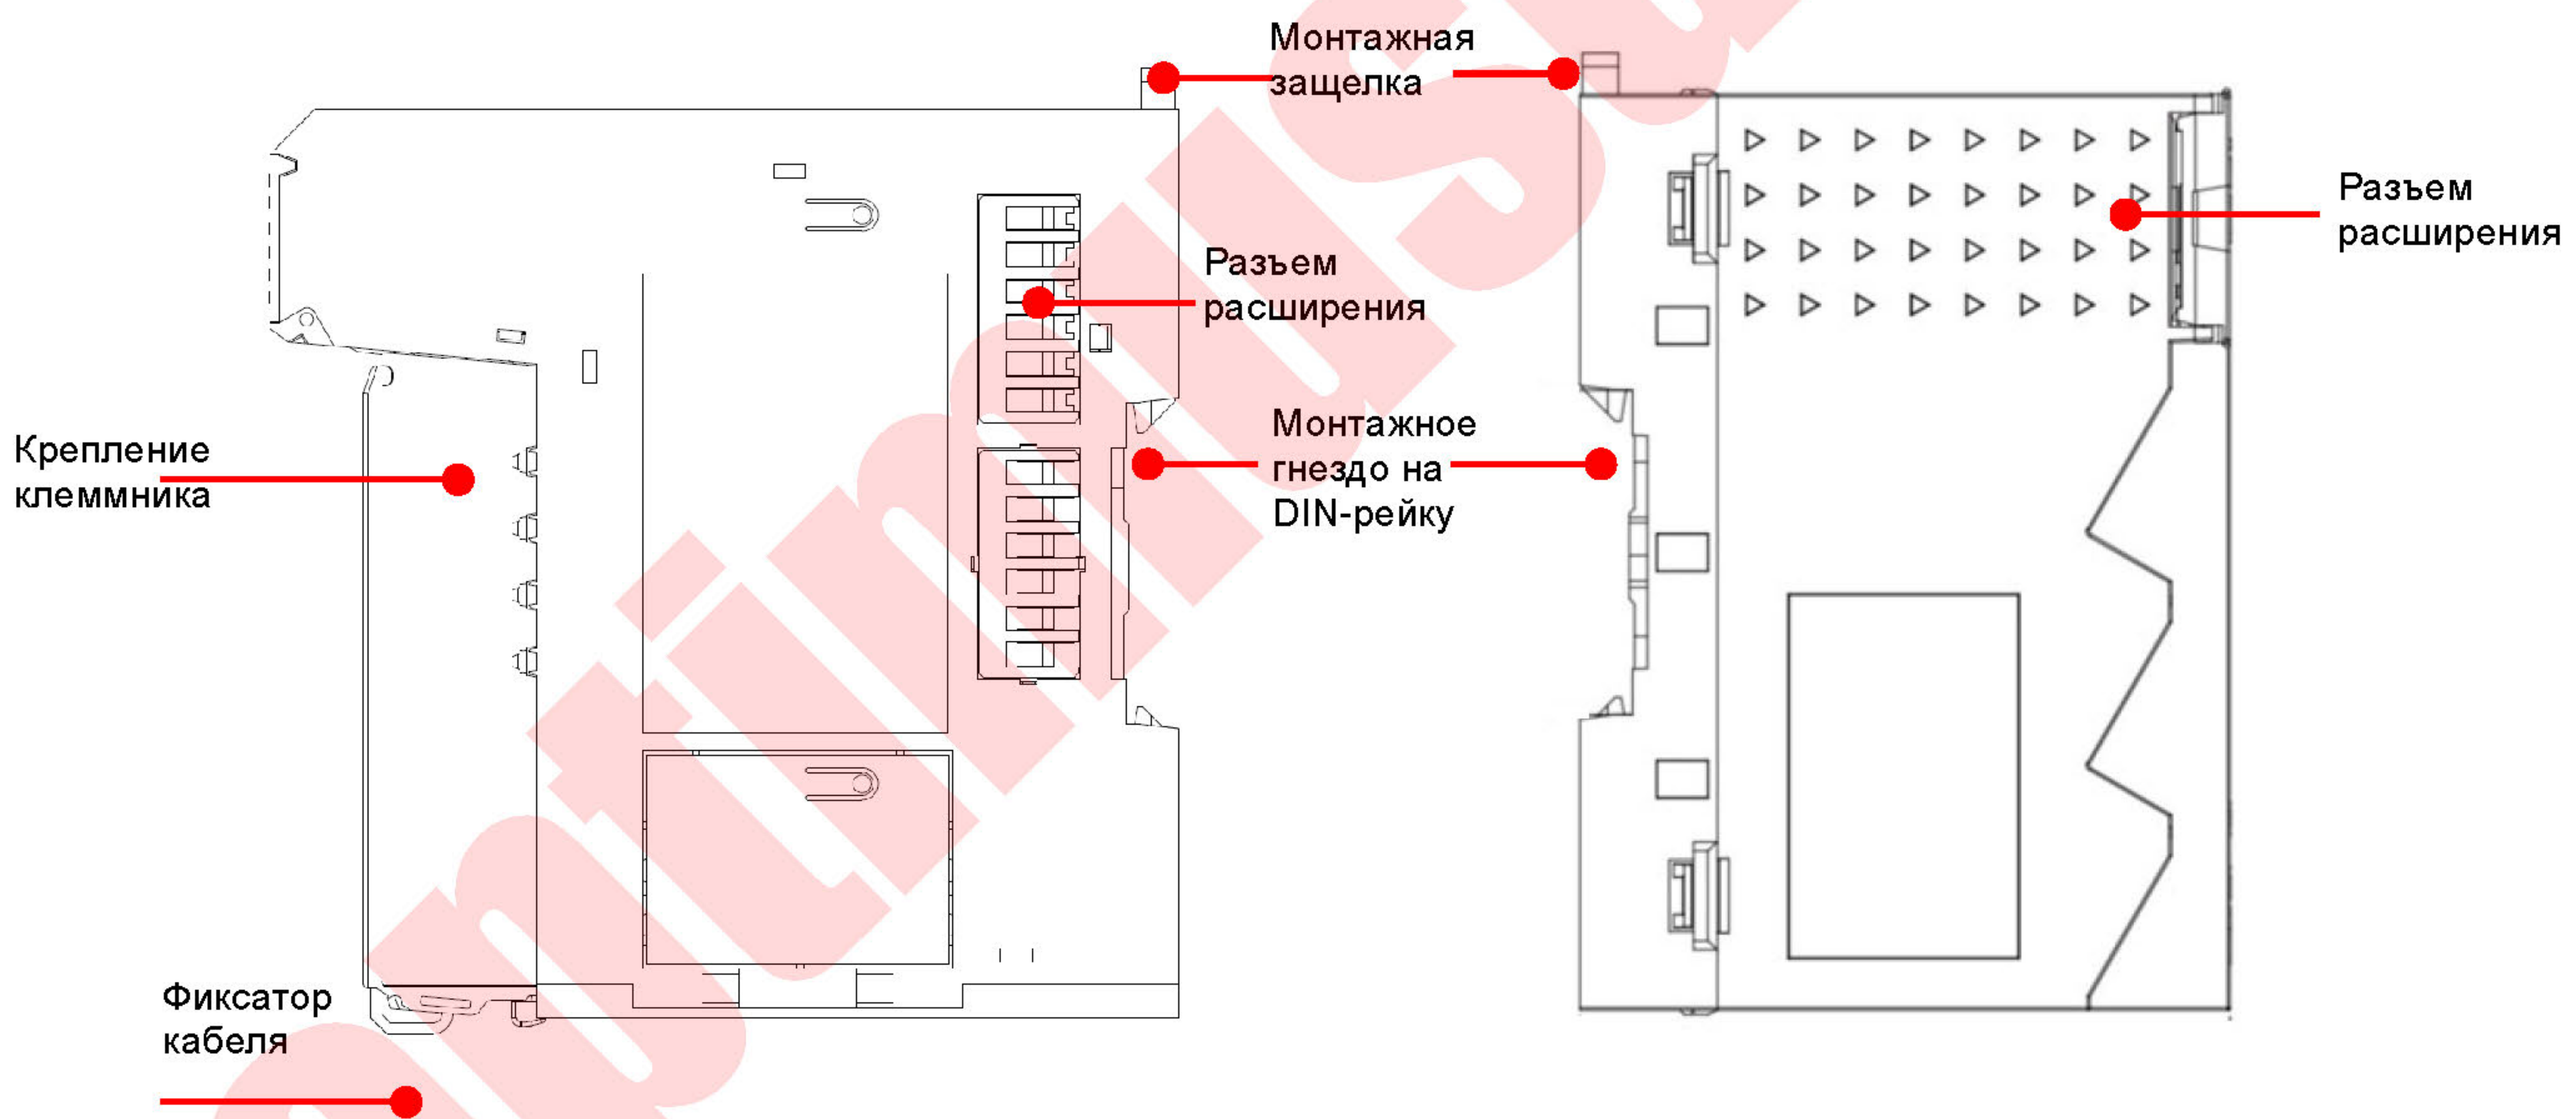 Монтажная
защелка
Разъем
расширения
Разъем
расширения
Монтажное
гнездо на
DIN-рейку
Крепление
клеммника
Фиксатор
кабеля